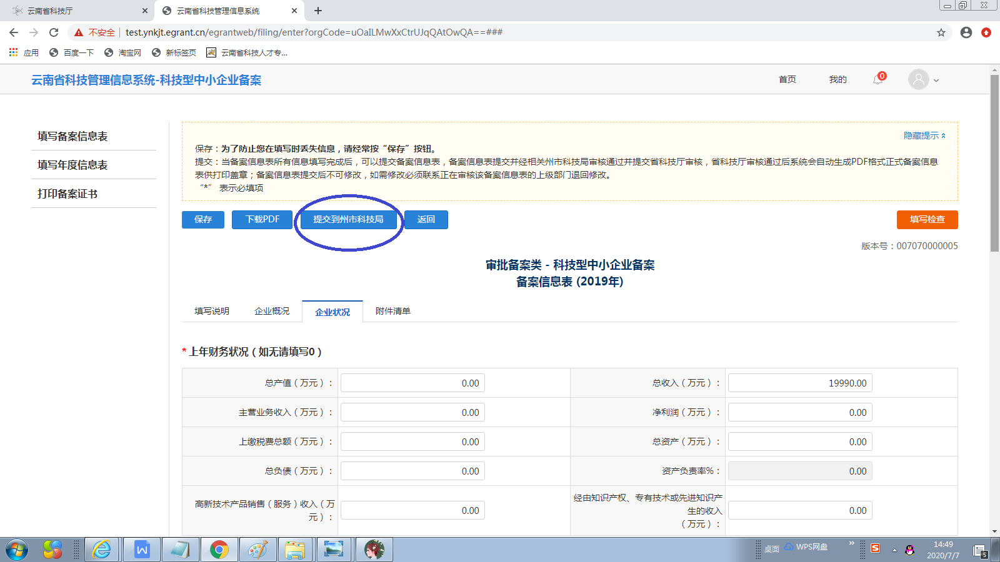 云南省科技厅
云南省科技管理信息系统
不安全
test.ynkjt.egrant.cn/egrantweb/filing/enter?orgCode=uOaILMwXxCtrUJqQAtOwQA==###
应用
百度一下
淘宝网
新标签页
云南省科技人才专...
云南省科技管理信息系统-科技型中小企业备案
首页
我的
0
填写备案信息表
填写年度信息表
打印备案证书
隐藏提示
保存：为了防止您在填写时丢失信息，请经常按“保存”按钮。
提交：当备案信息表所有信息填写完成后，可以提交备案信息表，备案信息表提交并经相关州市科技局审核通过并提交省科技厅审核，省科技厅审核通过后系统会自动生成PDF格式正式备案信息
表供打印盖章；备案信息表提交后不可修改，如需修改必须联系正在审核该备案信息表的上级部门退回修改。
“*” 表示必填项
保存
下载PDF
提交到州市科技局
返回
填写检查
版本号：007070000005
审批备案类 - 科技型中小企业备案
备案信息表 (2019年)
填写说明
企业概况
企业状况
附件清单
* 上年财务状况（如无请填写0）
总产值（万元）： 0.00
总收入（万元）： 19990.00
主营业务收入（万元）： 0.00
净利润（万元）： 0.00
上缴税费总额（万元）： 0.00
总资产（万元）： 0.00
总负债（万元）： 0.00
资产负责率%： 0.00
高新技术产品销售（服务）收入（万
元）：
0.00
经由知识产权、专有技术或先进知识产
生的收入
（万元）：
0.00
桌面
WPS网盘
14:49
2020/7/7
5